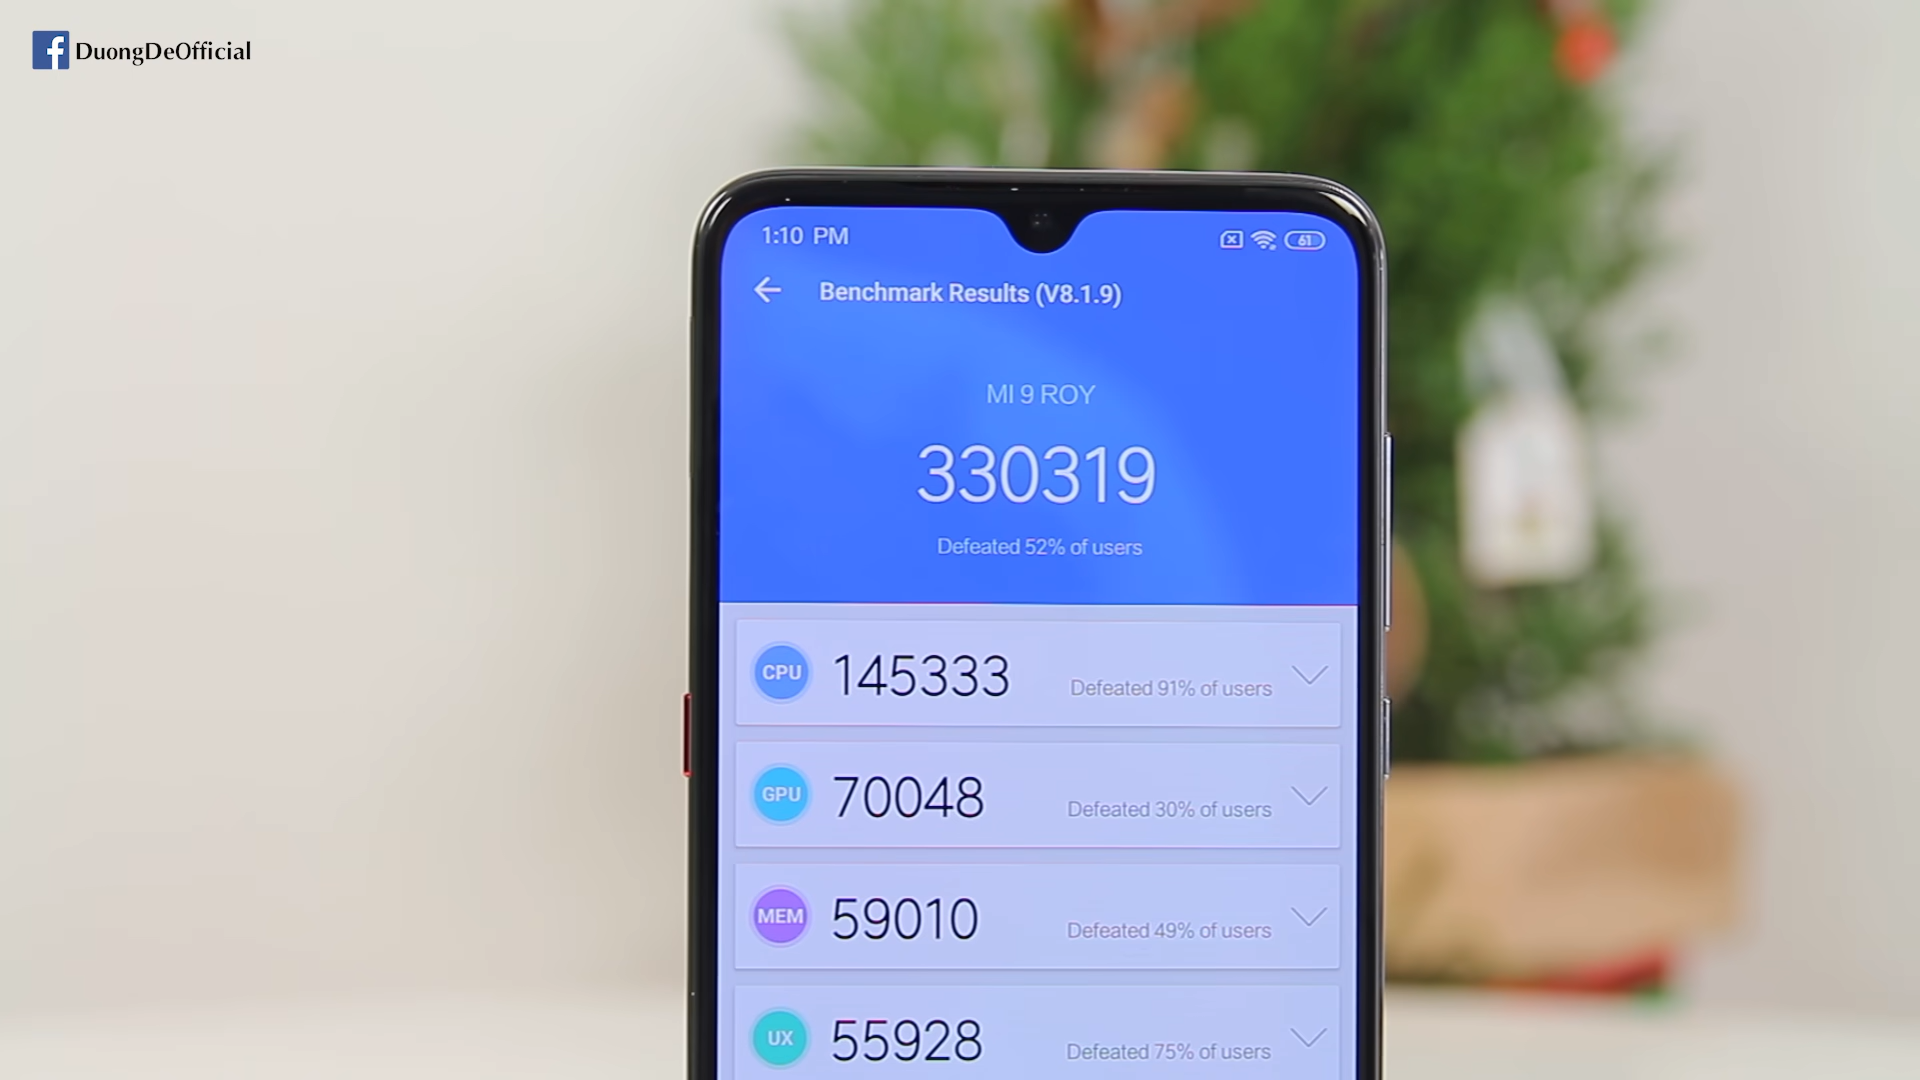 f DuongDeOfficial
1:10 PM
61
Benchmark Results (V8.1.9)
MI 9 ROY
330319
Defeated 52% of users
CPU 145333 Defeated 91% of users
GPU 70048 Defeated 30% of users
MEM 59010 Defeated 49% of users
UX 55928 Defeated 75% of users